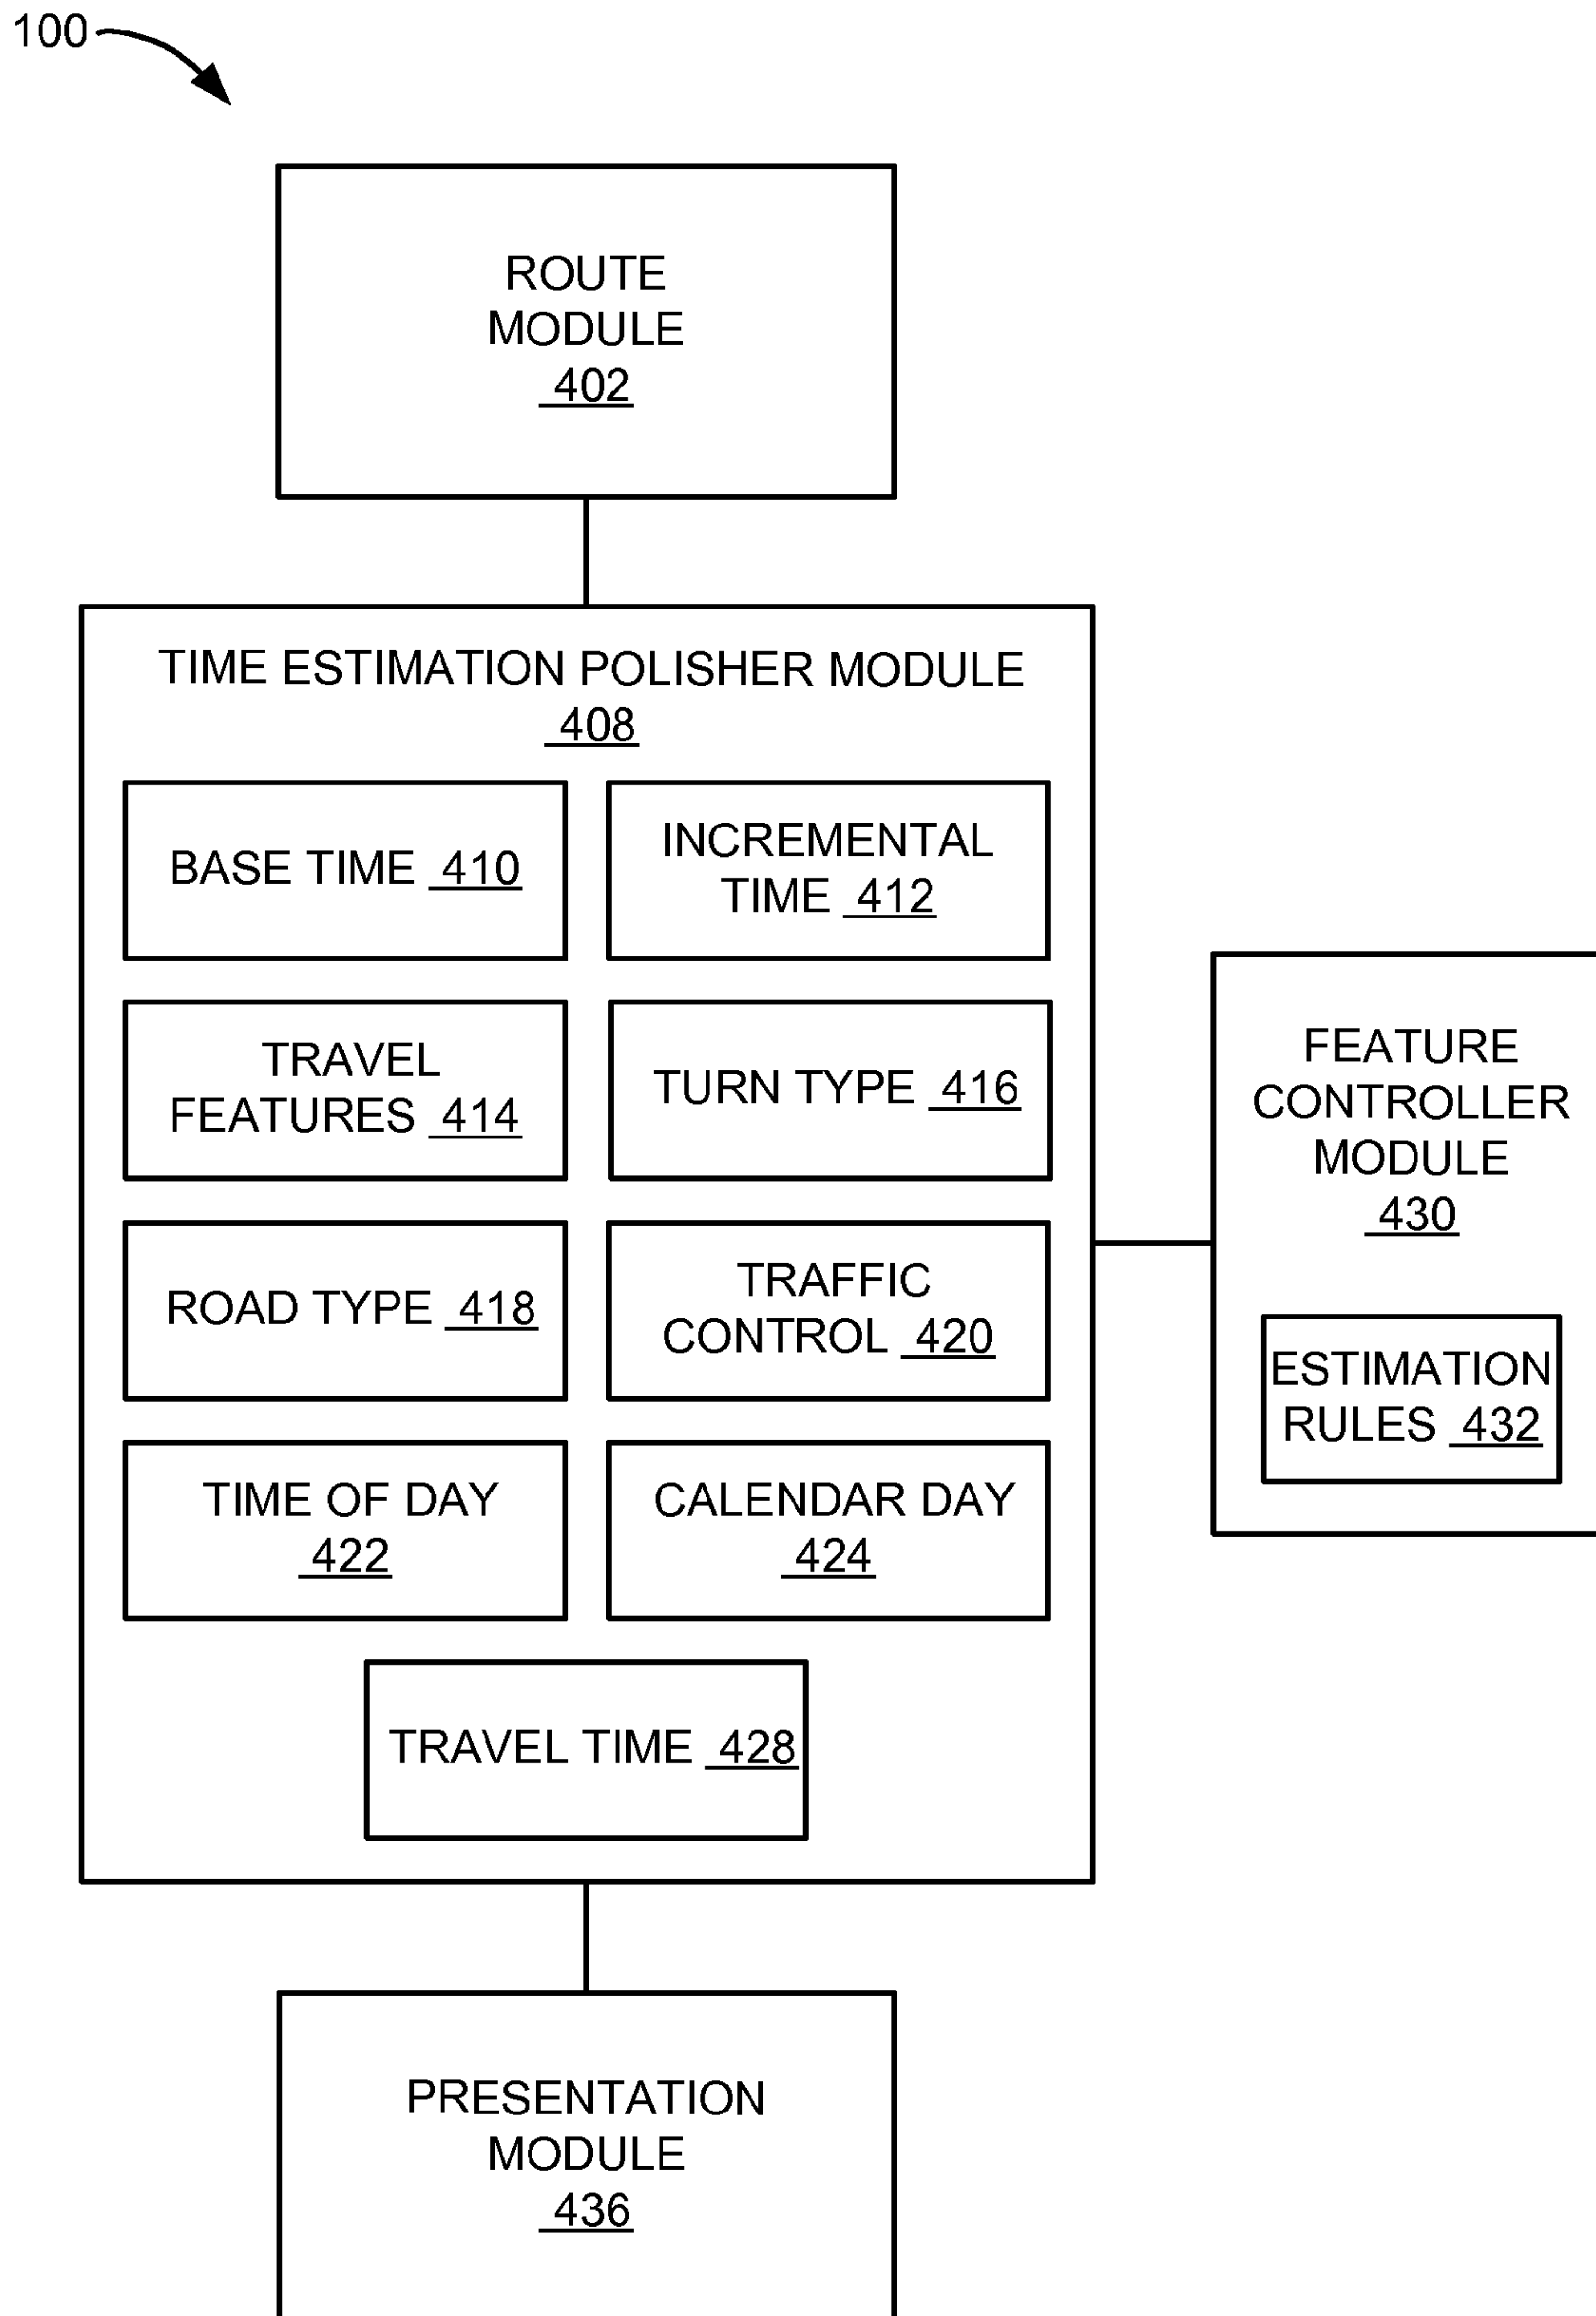 100
ROUTE
MODULE
402
TIME ESTIMATION POLISHER MODULE
408
BASE TIME 410
INCREMENTAL
TIME 412
TRAVEL
FEATURES 414
TURN TYPE 416
ROAD TYPE 418
TRAFFIC
CONTROL 420
TIME OF DAY
422
CALENDAR DAY
424
TRAVEL TIME 428
FEATURE
CONTROLLER
MODULE
430
ESTIMATION
RULES 432
PRESENTATION
MODULE
436